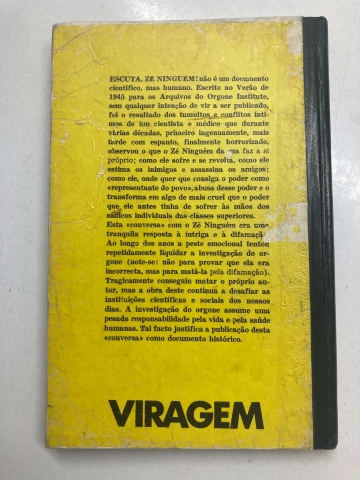 ESCUTA, ZÉ NINGUÉM! não é um documento
científico, mas humano. Escrito no Verão de
1945 para os Arquivos do Orgone Institute,
sem qualquer intenção de vir a ser publicado,
foi o resultado dos tumultos e conflitos ínti-
mos de um cientista e médico que durante
várias décadas, primeiro ingenuamente, mais
tarde com espanto, finalmente horrorizado,
observou o que o Zé Ninguém da rua faz a si
próprio; como ele sofre e se revolta, como ele
estima os inimigos e assassina os amigos;
como ele, onde quer que consiga o poder como
«representante do povo», abusa desse poder e o
transforma em algo de mais cruel que o poder
que ele antes tinha de sofrer às mãos dos
sádicos individuais das classes superiores.
Esta «conversa» com o Zé Ninguém era uma
tranquila resposta à intriga e à difamaçã
Ao longo dos anos a peste emocional tentou
repetidamente liquidar a investigação do or-
gone (note-se: não para provar que ela era
incorrecta, mas para matá-la pela difamação).
Tragicamente conseguiu matar o próprio au-
tor, mas a obra deste continua a desafiar as
instituições científicas e sociais dos nossos
dias. A investigação do orgone assume uma
pesada responsabilidade pela vida e pela saúde
humanas. Tal facto justifica a publicação desta
«conversa» como documento histórico.
VIRAGEM